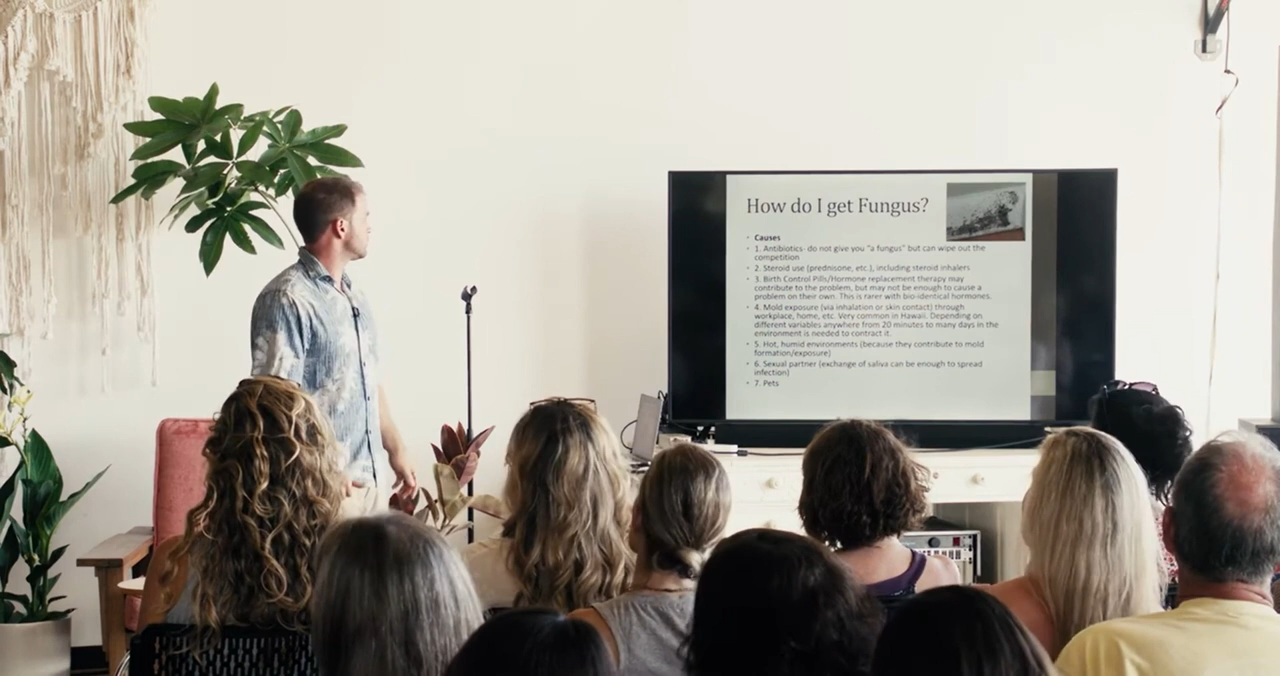 How do I get Fungus?
• Causes
• 1. Antibiotics- do not give you "a fungus" but can wipe out the
competition
• 2. Steroid use (prednisone, etc.), including steroid inhalers
• 3. Birth Control Pills/Hormone replacement therapy may
contribute to the problem, but may not be enough to cause a
problem on their own. This is rarer with bio-identical hormones.
• 4. Mold exposure (via inhalation or skin contact) through
workplace, home, etc. Very common in Hawaii. Depending on
different variables anywhere from 20 minutes to many days in the
environment is needed to contract it.
• 5. Hot, humid environments (because they contribute to mold
formation/exposure)
• 6. Sexual partner (exchange of saliva can be enough to spread
infection)
• 7. Pets